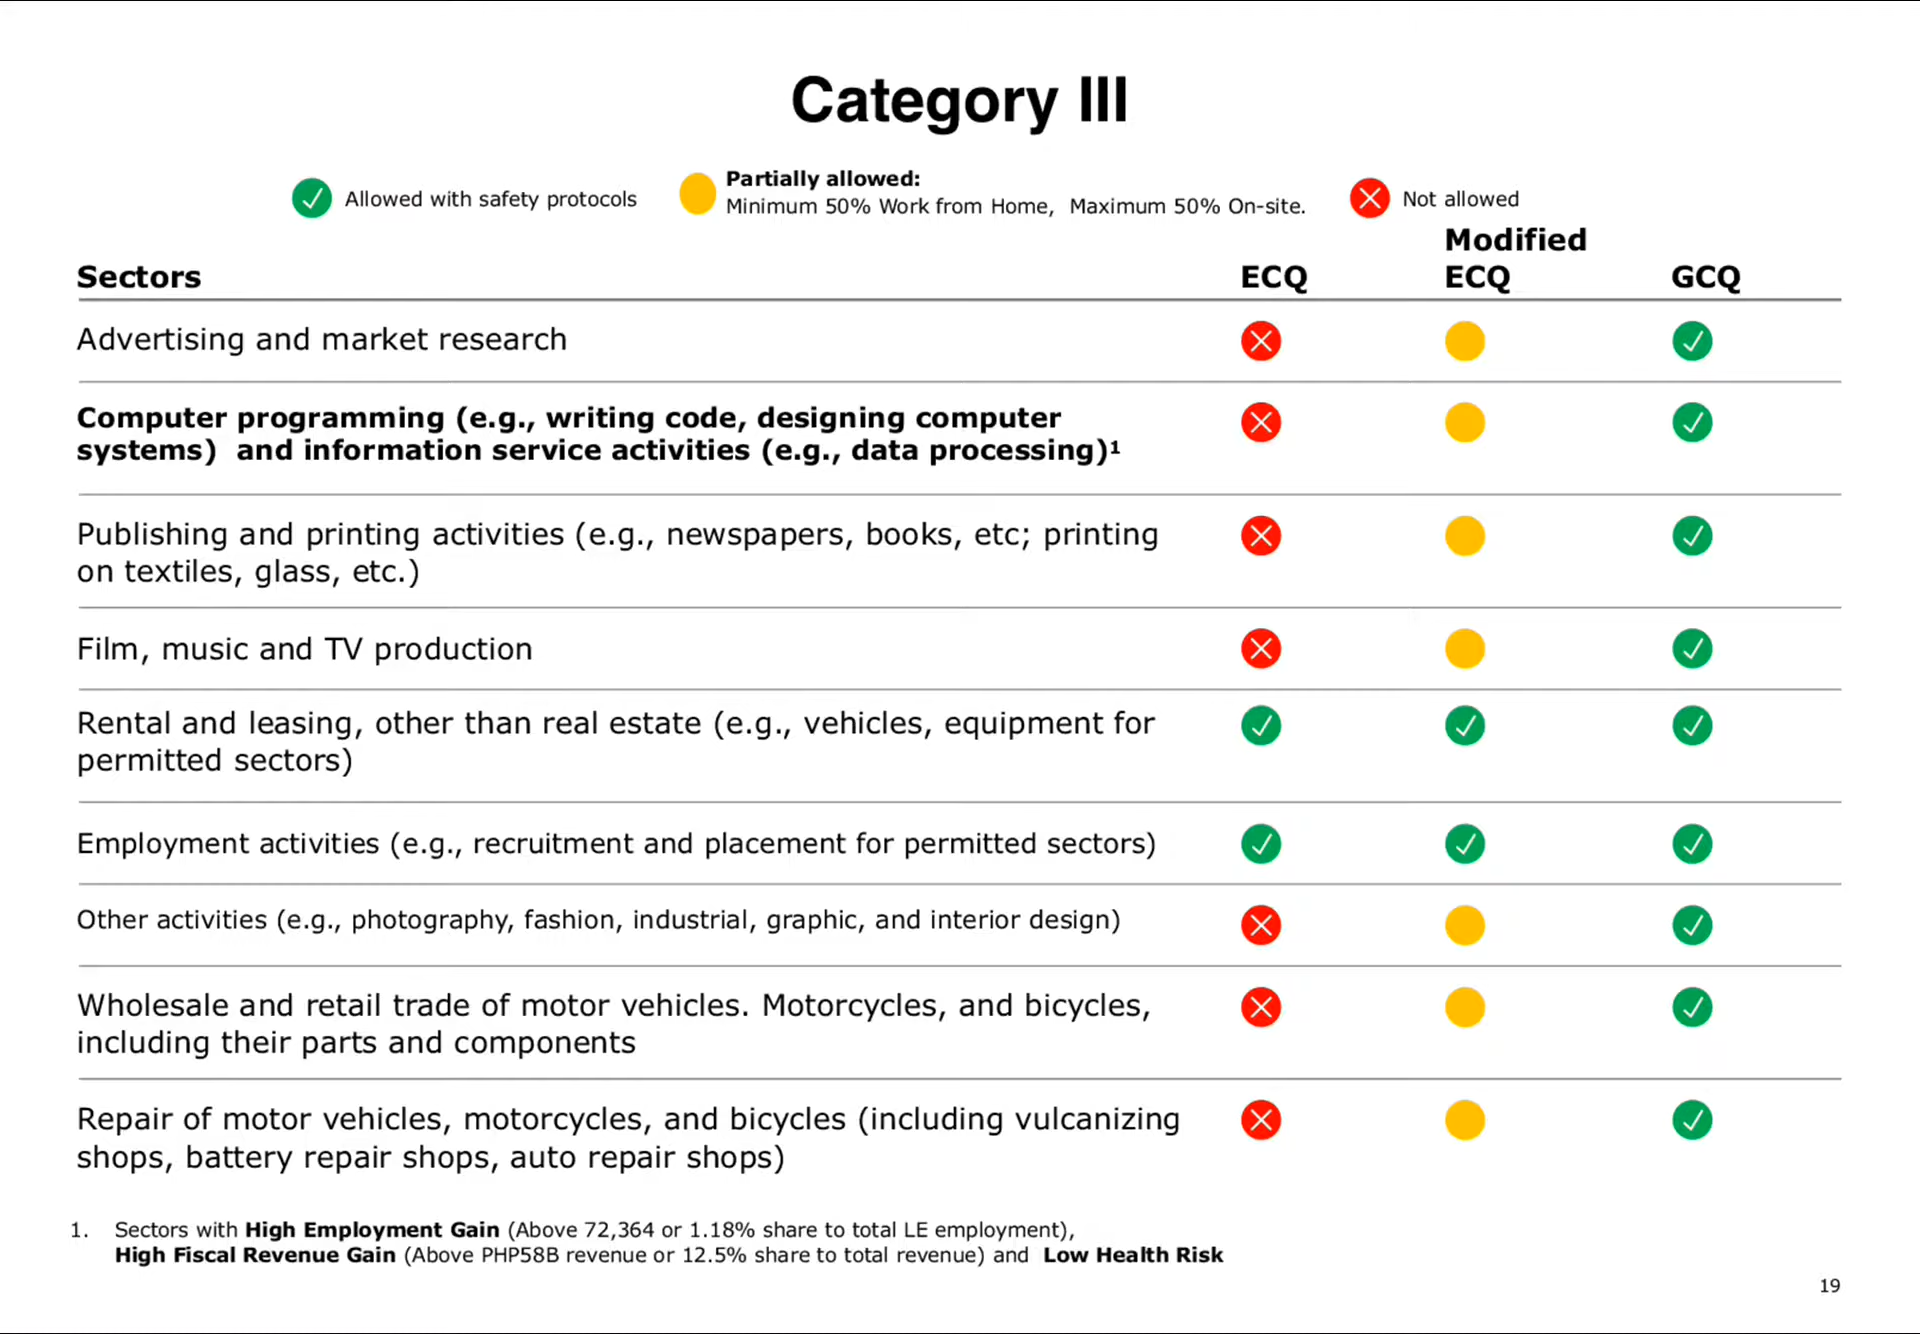 Category III
Allowed with safety protocols
Partially allowed:
Minimum 50% Work from Home, Maximum 50% On-site.
Not allowed
Sectors
ECQ
Modified
ECQ
GCQ
Advertising and market research
Computer programming (e.g., writing code, designing computer
systems) and information service activities (e.g., data processing)¹
Publishing and printing activities (e.g., newspapers, books, etc; printing
on textiles, glass, etc.)
Film, music and TV production
Rental and leasing, other than real estate (e.g., vehicles, equipment for
permitted sectors)
Employment activities (e.g., recruitment and placement for permitted sectors)
Other activities (e.g., photography, fashion, industrial, graphic, and interior design)
Wholesale and retail trade of motor vehicles. Motorcycles, and bicycles,
including their parts and components
Repair of motor vehicles, motorcycles, and bicycles (including vulcanizing
shops, battery repair shops, auto repair shops)
1. Sectors with High Employment Gain (Above 72,364 or 1.18% share to total LE employment),
High Fiscal Revenue Gain (Above PHP58B revenue or 12.5% share to total revenue) and Low Health Risk
19